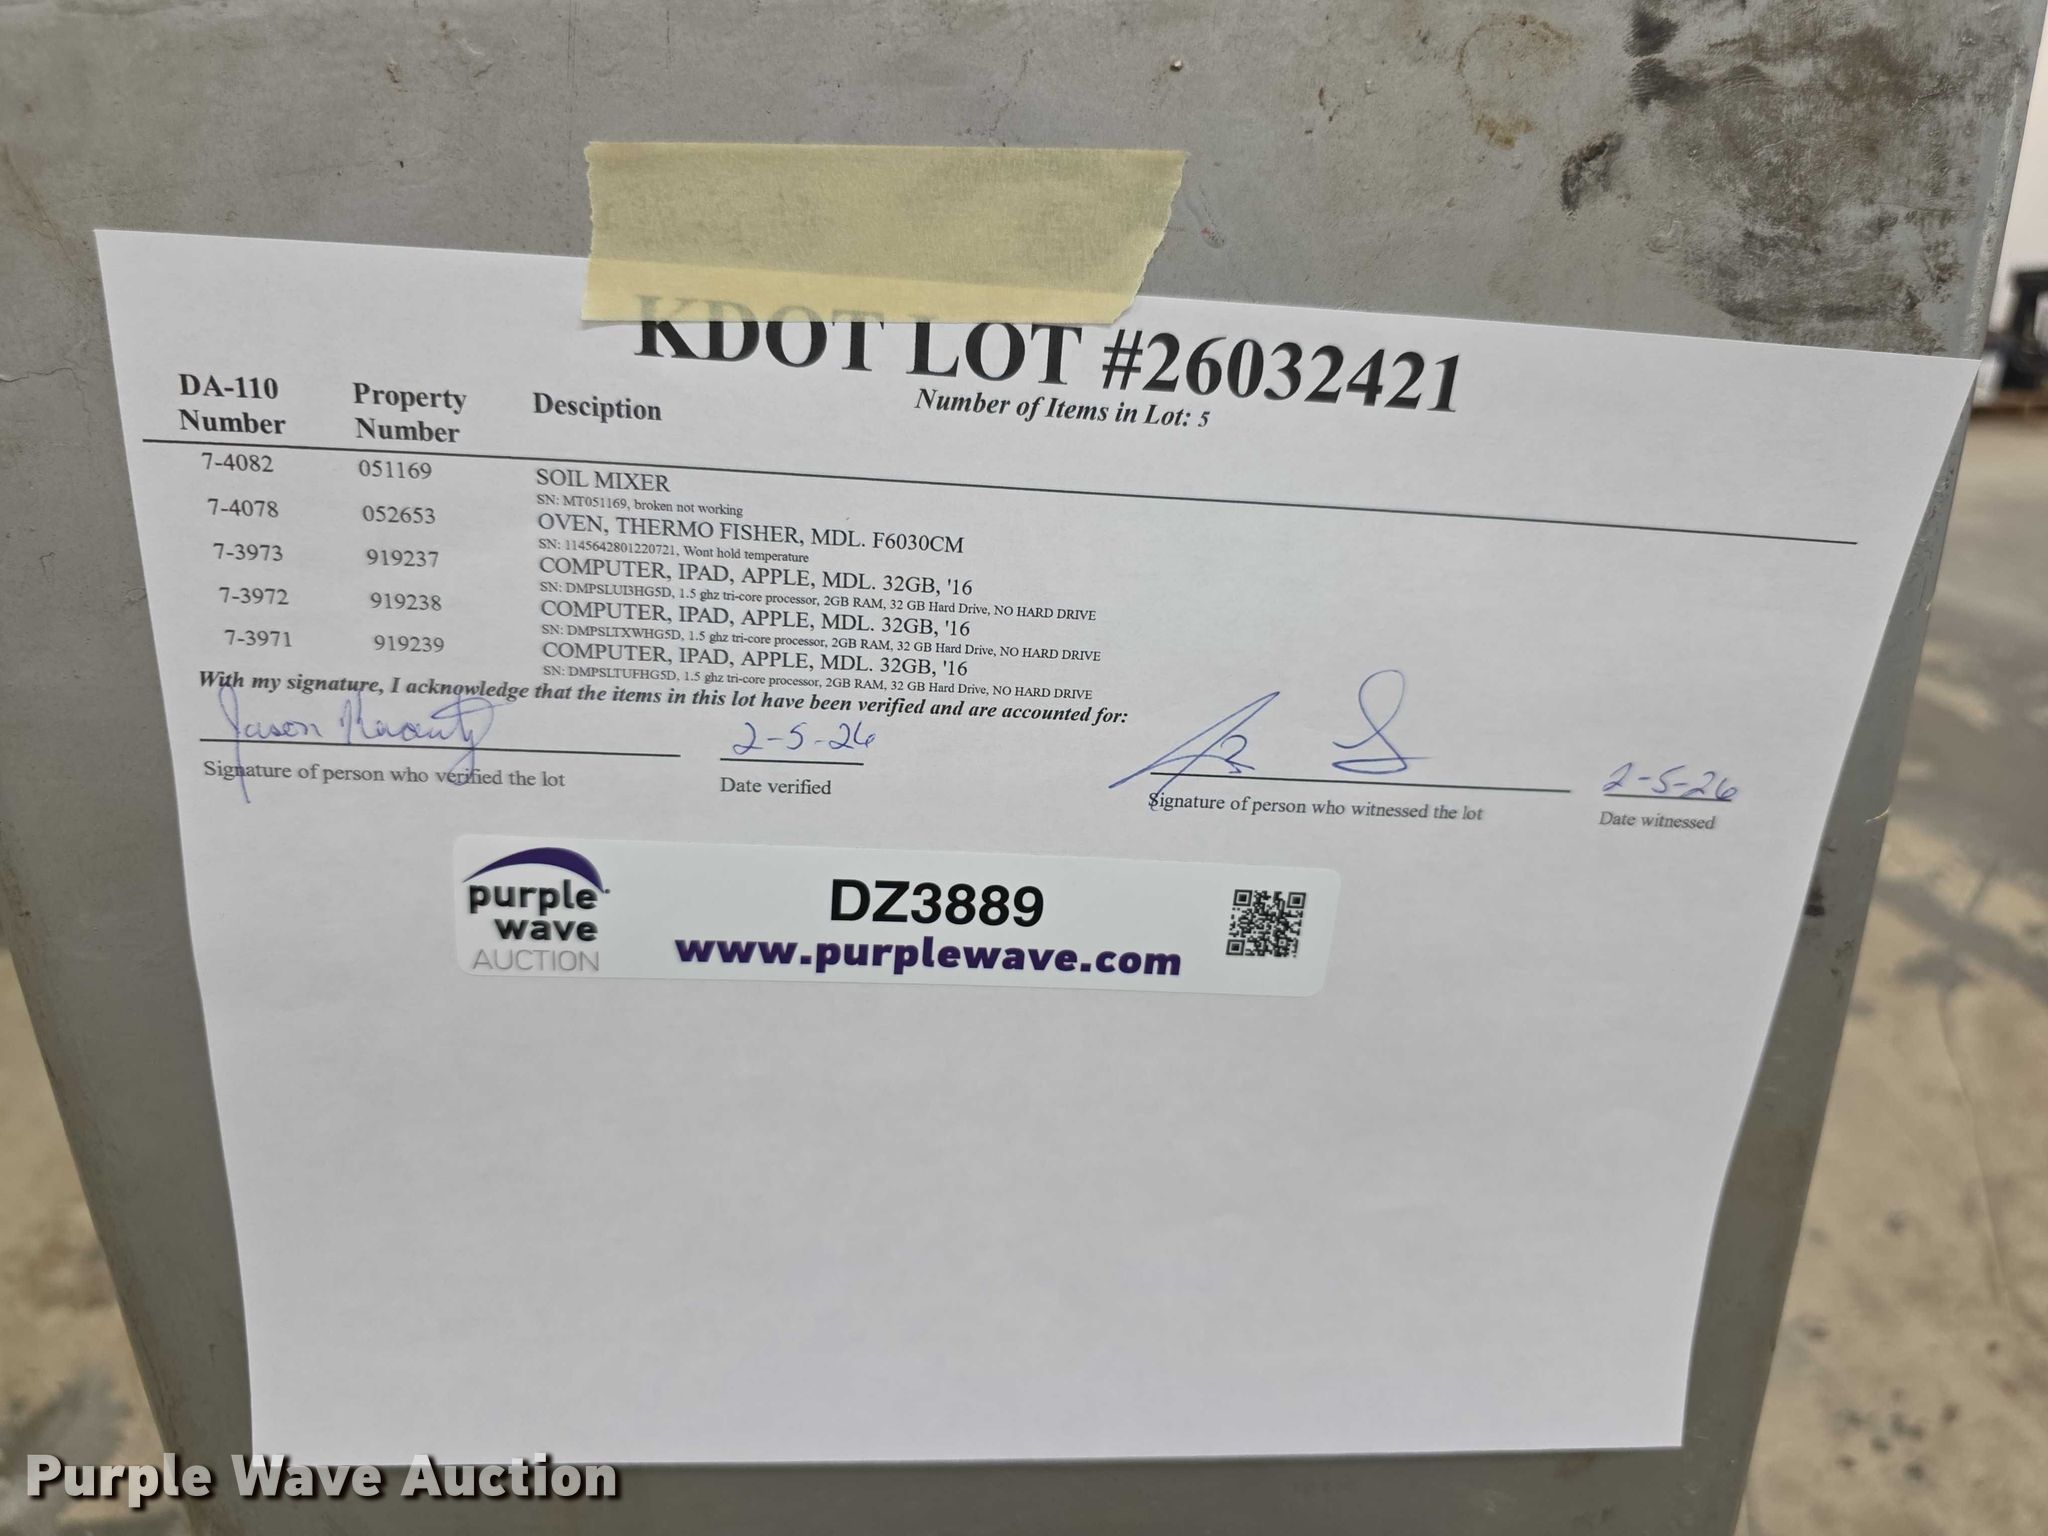 KDOT LOT #26032421
Number of Items in Lot: 5
DA-110 Number Property Number Desciption
7-4082 051169 SOIL MIXER
SN: MT051169, broken not working
7-4078 052653 OVEN, THERMO FISHER, MDL. F6030CM
SN: 1145642801220721, Wont hold temperature
7-3973 919237 COMPUTER, IPAD, APPLE, MDL. 32GB, '16
SN: DMPSLUB3HG5D, 1.5 ghz tri-core processor, 2GB RAM, 32 GB Hard Drive, NO HARD DRIVE
7-3972 919238 COMPUTER, IPAD, APPLE, MDL. 32GB, '16
SN: DMPSLTXWHG5D, 1.5 ghz tri-core processor, 2GB RAM, 32 GB Hard Drive, NO HARD DRIVE
7-3971 919239 COMPUTER, IPAD, APPLE, MDL. 32GB, '16
SN: DMPSLTUFHG5D, 1.5 ghz tri-core processor, 2GB RAM, 32 GB Hard Drive, NO HARD DRIVE
With my signature, I acknowledge that the items in this lot have been verified and are accounted for:
Jason 2-5-26 2-5-26
Signature of person who verified the lot Date verified Signature of person who witnessed the lot Date witnessed
purple wave AUCTION
DZ3889
www.purplewave.com
Purple Wave Auction